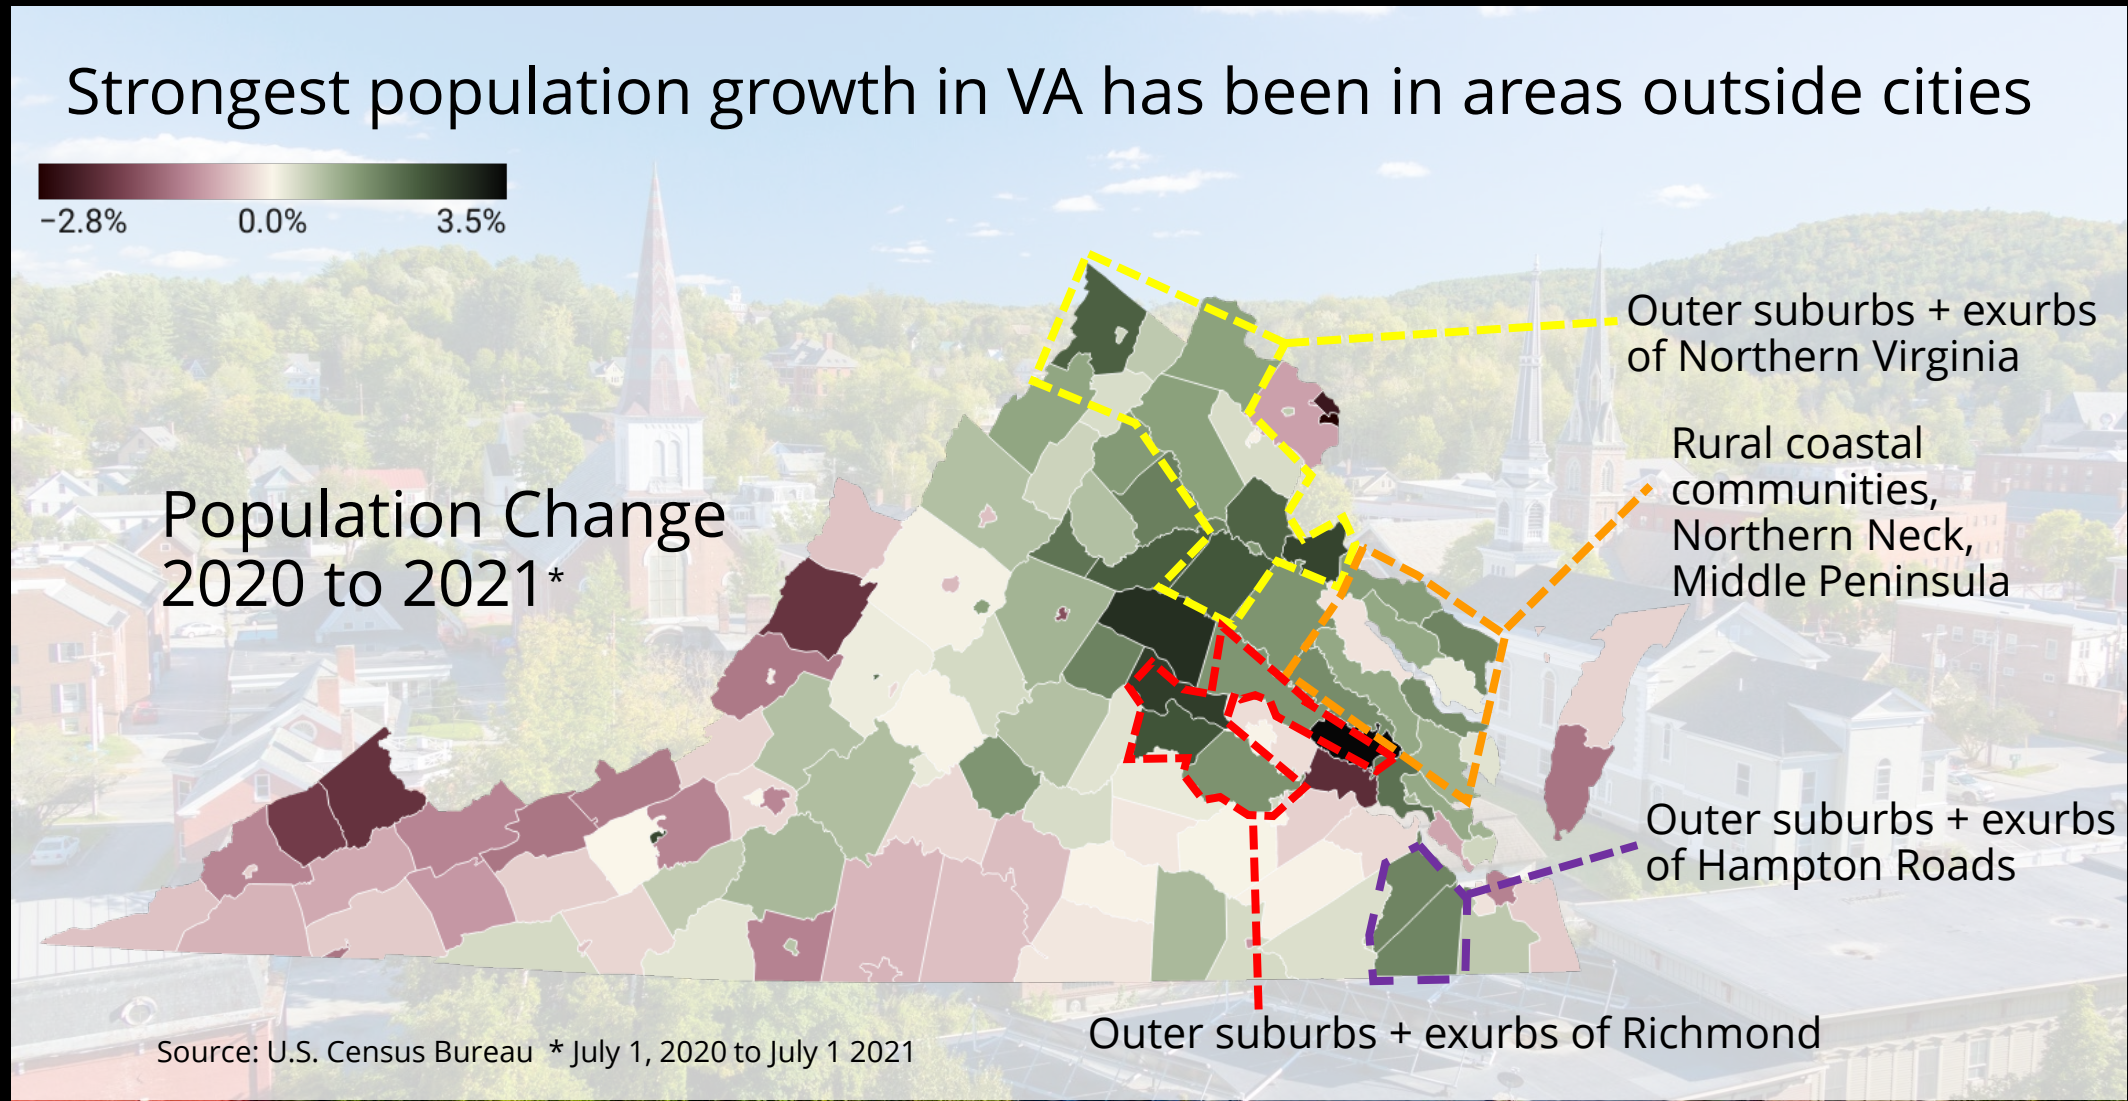 Strongest population growth in VA has been in areas outside cities
−2.8% 0.0% 3.5%
Outer suburbs + exurbs
of Northern Virginia
Rural coastal
communities,
Northern Neck,
Middle Peninsula
Population Change
2020 to 2021*
Outer suburbs + exurbs
of Hampton Roads
Outer suburbs + exurbs of Richmond
Source: U.S. Census Bureau * July 1, 2020 to July 1 2021